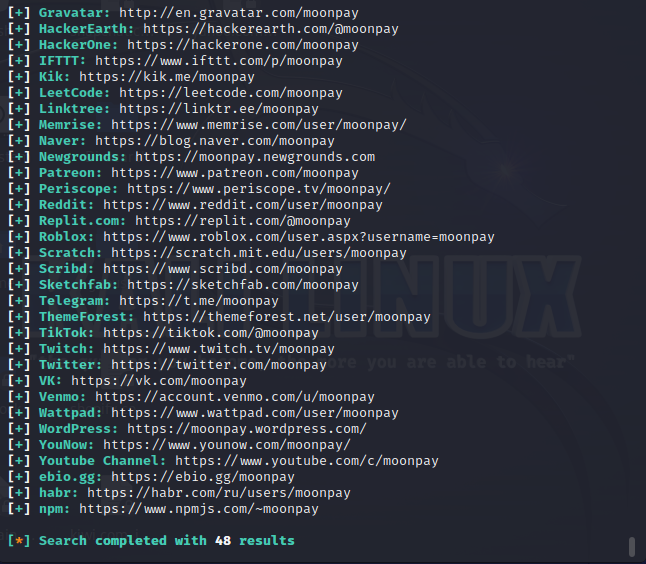 [+] Gravatar: http://en.gravatar.com/moonpay
[+] HackerEarth: https://hackerearth.com/@moonpay
[+] HackerOne: https://hackerone.com/moonpay
[+] IFTTT: https://www.ifttt.com/p/moonpay
[+] Kik: https://kik.me/moonpay
[+] LeetCode: https://leetcode.com/moonpay
[+] Linktree: https://linktr.ee/moonpay
[+] Memrise: https://www.memrise.com/user/moonpay/
[+] Naver: https://blog.naver.com/moonpay
[+] Newgrounds: https://moonpay.newgrounds.com
[+] Patreon: https://www.patreon.com/moonpay
[+] Periscope: https://www.periscope.tv/moonpay/
[+] Reddit: https://www.reddit.com/user/moonpay
[+] Replit.com: https://replit.com/@moonpay
[+] Roblox: https://www.roblox.com/user.aspx?username=moonpay
[+] Scratch: https://scratch.mit.edu/users/moonpay
[+] Scribd: https://www.scribd.com/moonpay
[+] Sketchfab: https://sketchfab.com/moonpay
[+] Telegram: https://t.me/moonpay
[+] ThemeForest: https://themeforest.net/user/moonpay
[+] TikTok: https://tiktok.com/@moonpay
[+] Twitch: https://www.twitch.tv/moonpay
[+] Twitter: https://twitter.com/moonpay
[+] VK: https://vk.com/moonpay
[+] Venmo: https://account.venmo.com/u/moonpay
[+] Wattpad: https://www.wattpad.com/user/moonpay
[+] WordPress: https://moonpay.wordpress.com/
[+] YouNow: https://www.younow.com/moonpay/
[+] Youtube Channel: https://www.youtube.com/c/moonpay
[+] ebio.gg: https://ebio.gg/moonpay
[+] habr: https://habr.com/ru/users/moonpay
[+] npm: https://www.npmjs.com/~moonpay
[*] Search completed with 48 results
LINUX
you are able to hear"